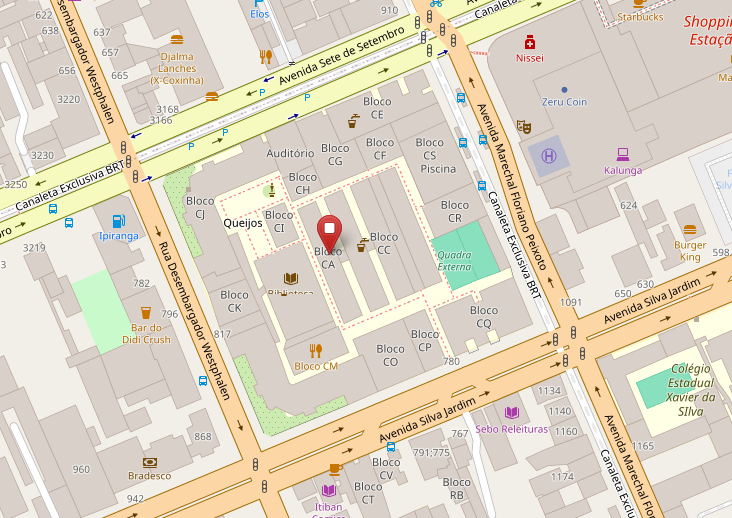 622
638
656
Desembargador Westphalen
667
665
645
Elos
910
Canaleta
Starbucks
Shoppi
Estaçã
Djalma
Lanches
(X-Coxinha)
Avenida Sete de Setembro
Nissei
Zeru Coin
3220
3168
3166
Bloco
CE
Auditório
Bloco
CG
Bloco
CF
Bloco
CS
Piscina
Avenida Marechal Floriano Peixoto
H
Kalunga
3230
3250
Canaleta Exclusiva BRT
Bloco
CH
Bloco
CJ
Queijos
Bloco
CI
Bloco
CR
624
Canaleta Exclusiva BRT
Ipiranga
3219
Rua Desembargador Westphalen
Bloco
CA
Bloco
CC
Quadra
Externa
Burger
King
598
Biblioteca
782
796
Bar do
Didi Crush
Bloco
CK
817
650
630
Avenida Silva Jardim
1091
Bloco
CQ
Bloco
CP
Bloco
CO
780
Bloco CM
Colégio
Estadual
Xavier da
SIlva
Avenida Silva Jardim
1134
1140
1160
Sebo Releituras
767
791;775
868
960
Bradesco
942
Bloco
CV
Bloco
CT
Bloco
RB
Itiban
1165
1174
Avenida Marechal Flor
Canaleta Exclu